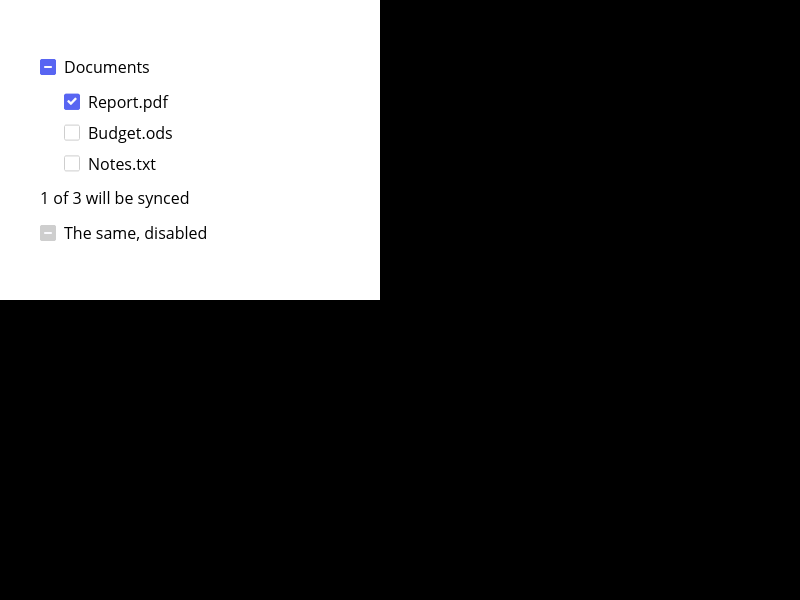 Documents
Report.pdf
Budget.ods
Notes.txt
1 of 3 will be synced
The same, disabled